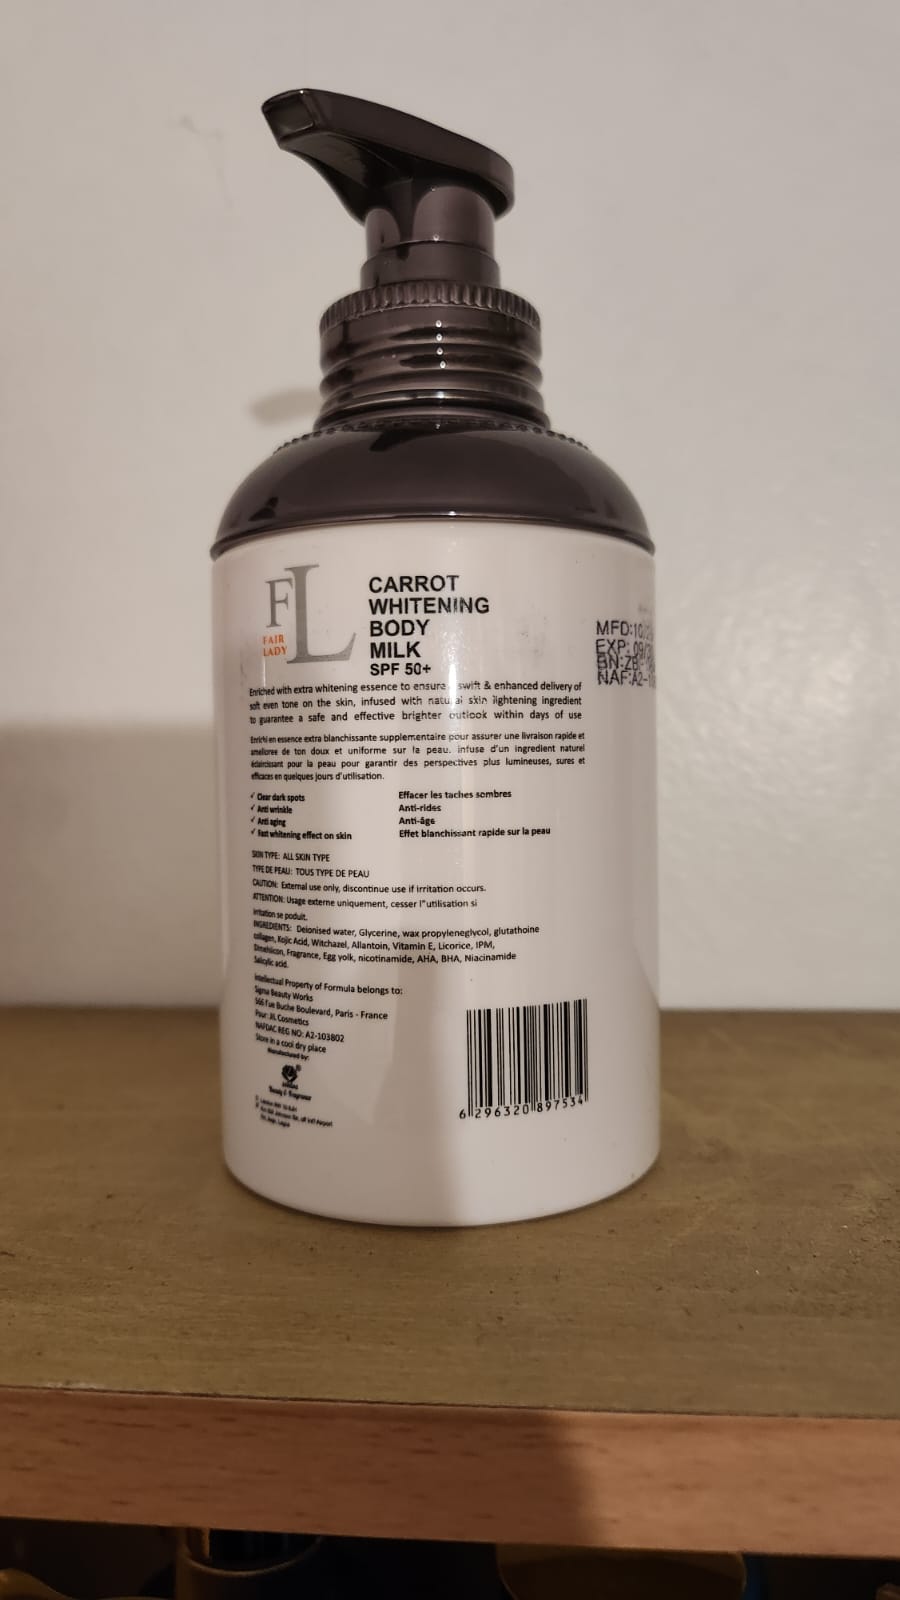 FL
FAIR
LADY
CARROT
WHITENING
BODY
MILK
SPF 50+
MFD:10
EXP: 09/
BN:ZB
NAF:A2-
Enriched with extra whitening essence to ensure swift & enhanced delivery of
soft even tone on the skin, infused with natural skin lightening ingredient
to guarantee a safe and effective brighter outlook within days of use
Enrichi en essence extra blanchissante supplementaire pour assurer une livraison rapide et
amelioree de ton doux et uniforme sur la peau. infuse d'un ingredient naturel
éclaircissant pour la peau pour garantir des perspectives plus lumineuses, sures et
efficaces en quelques jours d'utilisation.
✓ Clear dark spots Effacer les taches sombres
✓ Anti wrinkle Anti-rides
✓ Anti aging Anti-âge
✓ Fast whitening effect on skin Effet blanchissant rapide sur la peau
SKIN TYPE: ALL SKIN TYPE
TYPE DE PEAU: TOUS TYPE DE PEAU
CAUTION: External use only, discontinue use if irritation occurs.
ATTENTION: Usage externe uniquement, cesser l"utilisation si
irritation se poduit.
INGREDIENTS: Deionised water, Glycerine, wax propyleneglycol, glutathoine
collagen, Kojic Acid, Witchazel, Allantoin, Vitamin E, Licorice, IPM,
Dimehlicon, Fragrance, Egg yolk, nicotinamide, AHA, BHA, Niacinamide
Salicylic acid.
Intellectual Property of Formula belongs to:
Sigma Beauty Works
566 Fue Buche Boulevard, Paris - France
Pour: JL Cosmetics
NAFDAC REG NO: A2-103802
Store in a cool dry place
Manufactured by:
Beauty & Fragrance
6 296320 897534